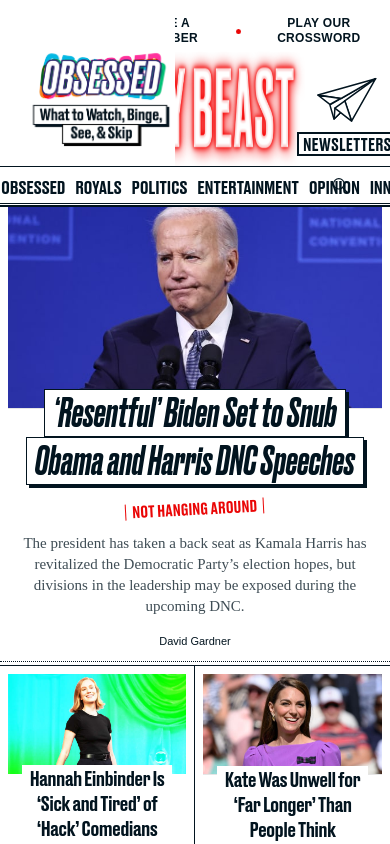 E A
BER
PLAY OUR
CROSSWORD
OBSESSED
What to Watch, Binge,
See, & Skip
Y BEAST
NEWSLETTERS
OBSESSED ROYALS POLITICS ENTERTAINMENT OPINION INN
NAL
ENTION
NATIONAL
CONVENTI
‘Resentful’ Biden Set to Snub
Obama and Harris DNC Speeches
NOT HANGING AROUND
The president has taken a back seat as Kamala Harris has
revitalized the Democratic Party’s election hopes, but
divisions in the leadership may be exposed during the
upcoming DNC.
David Gardner
Hannah Einbinder Is
‘Sick and Tired’ of
‘Hack’ Comedians
Kate Was Unwell for
‘Far Longer’ Than
People Think